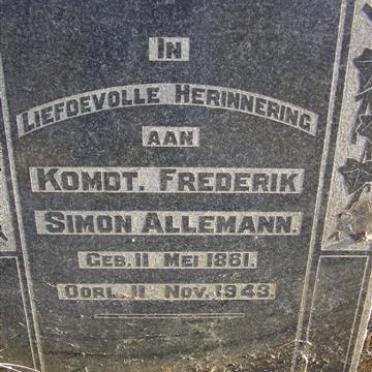 IN
LIEFDEVOLLE HERINNERING
AAN
KOMDT. FREDERIK
SIMON ALLEMANN.
GEB. 11 MEI 1861.
OORL. 11 NOV. 1943.